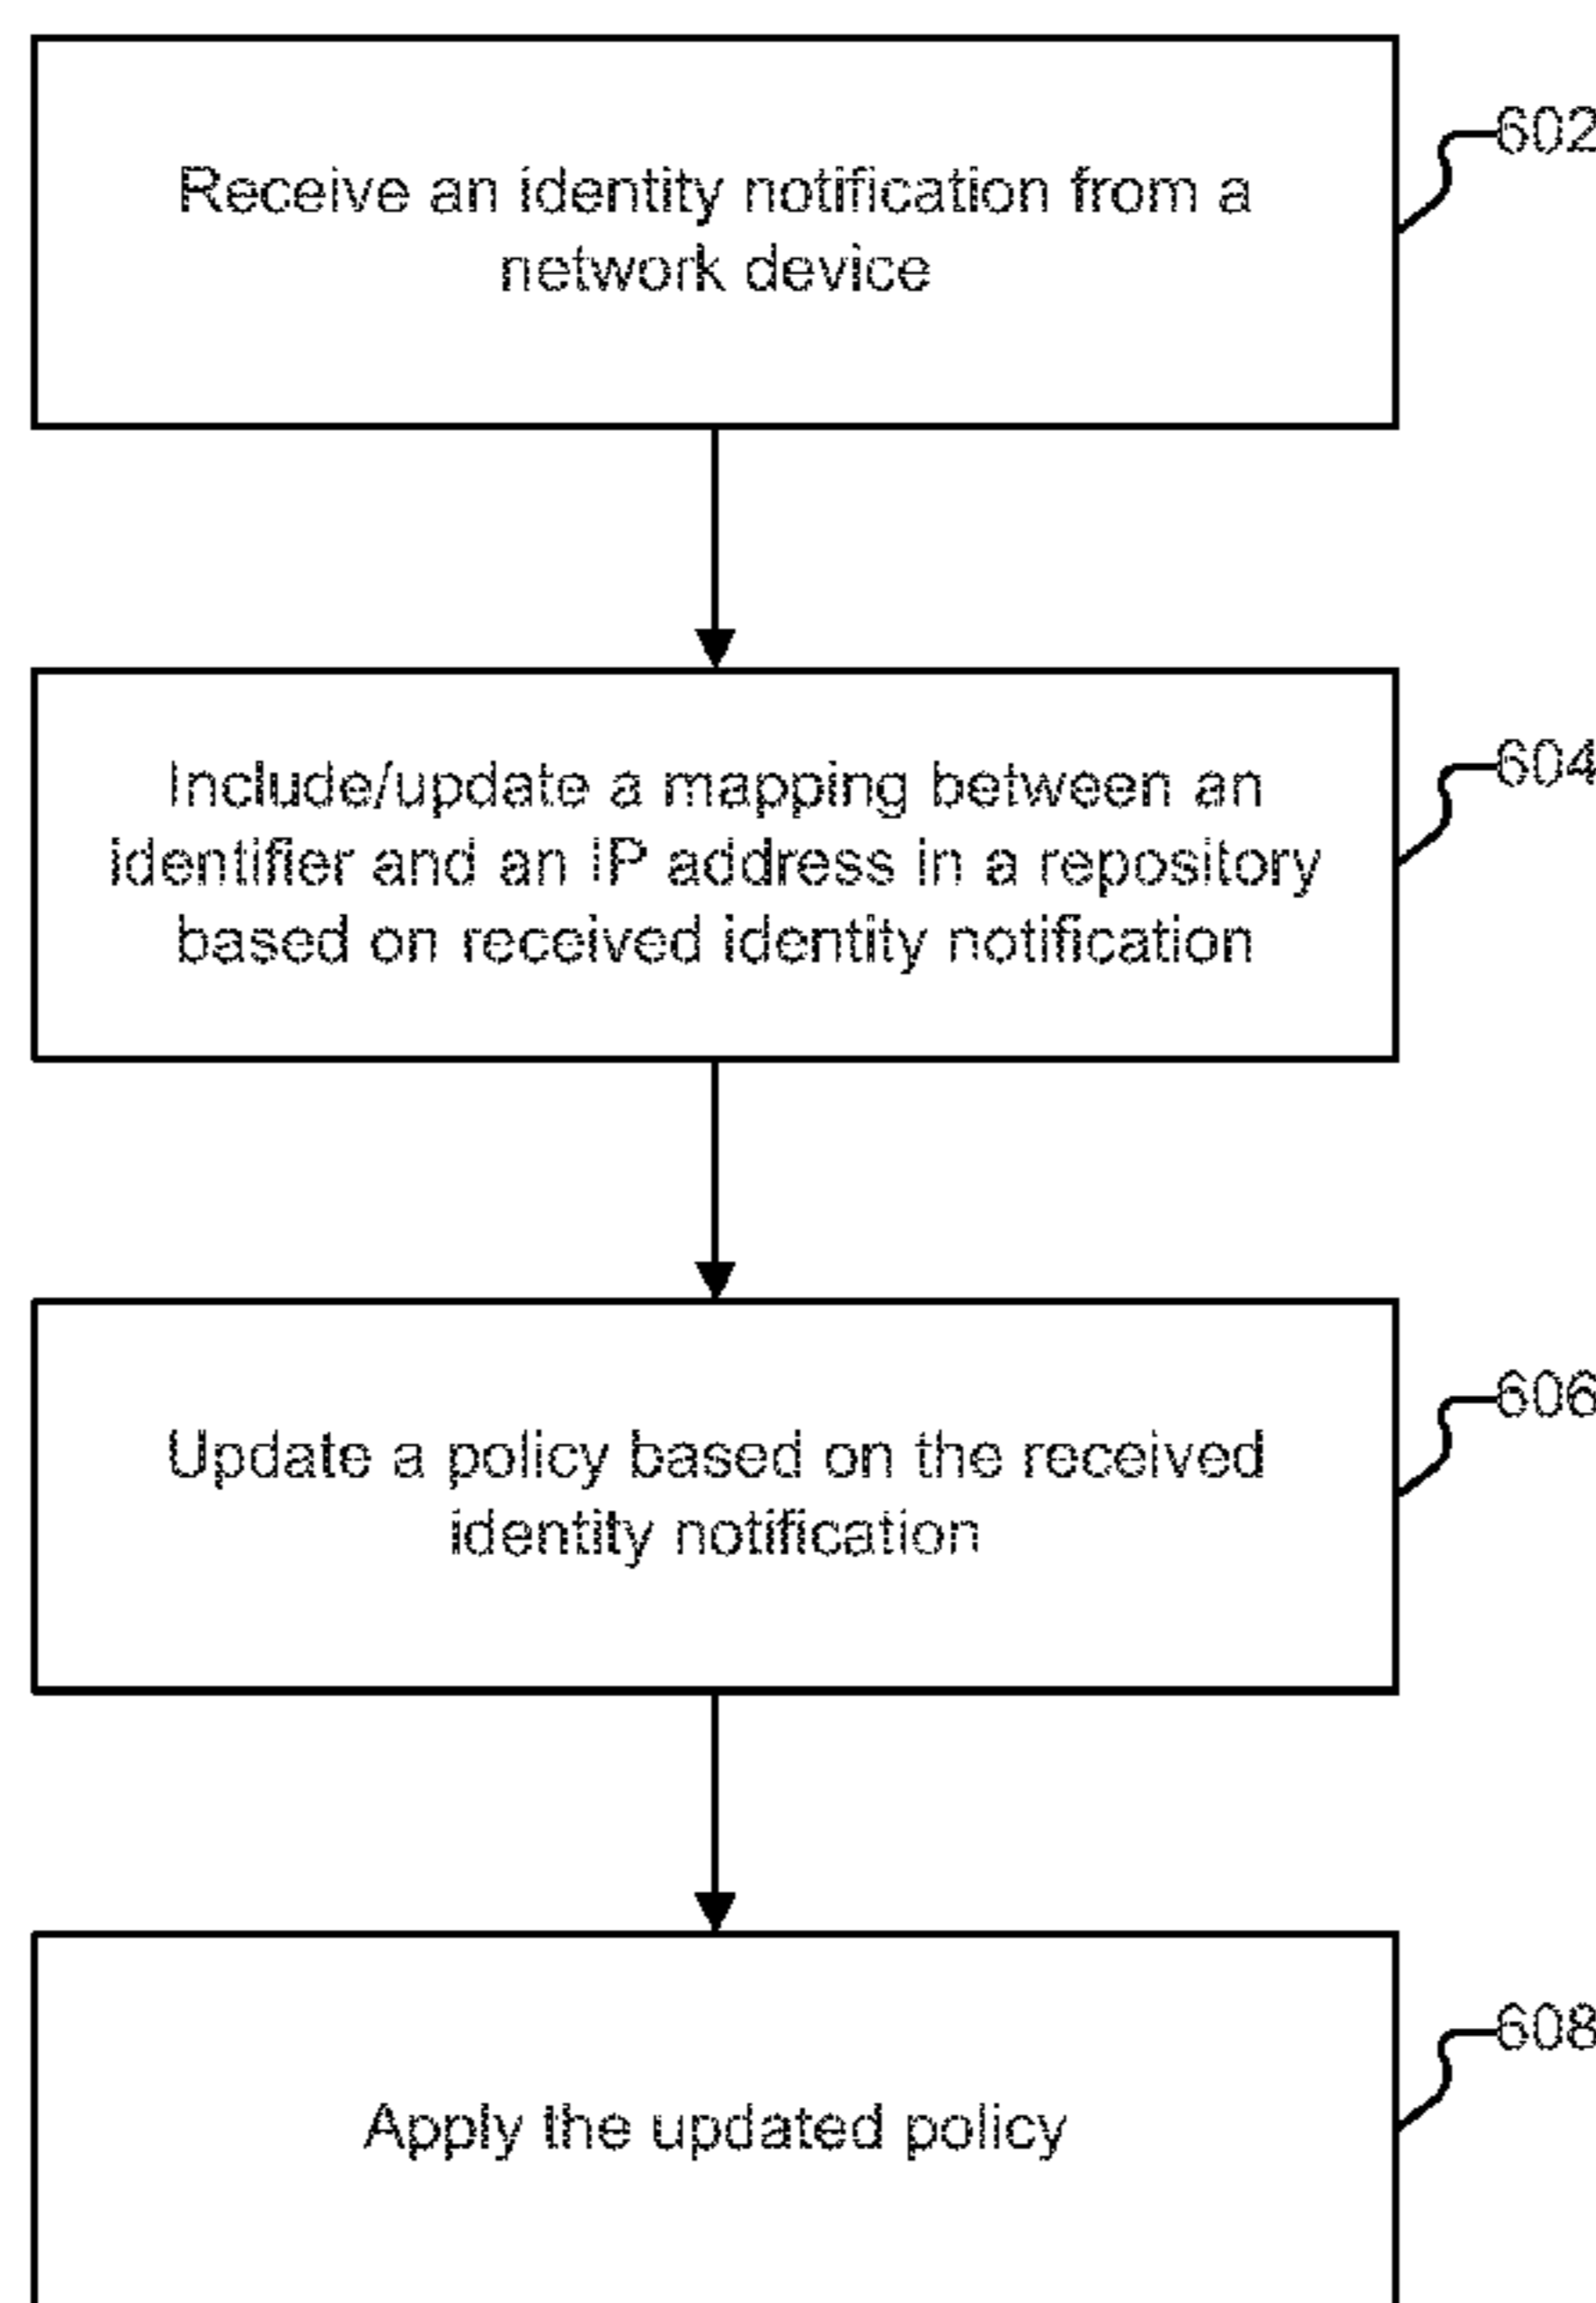 602
Receive an identity notification from a
network device
604
Include/update a mapping between an
identifier and an IP address in a repository
based on received identity notification
606
Update a policy based on the received
identity notification
608
Apply the updated policy